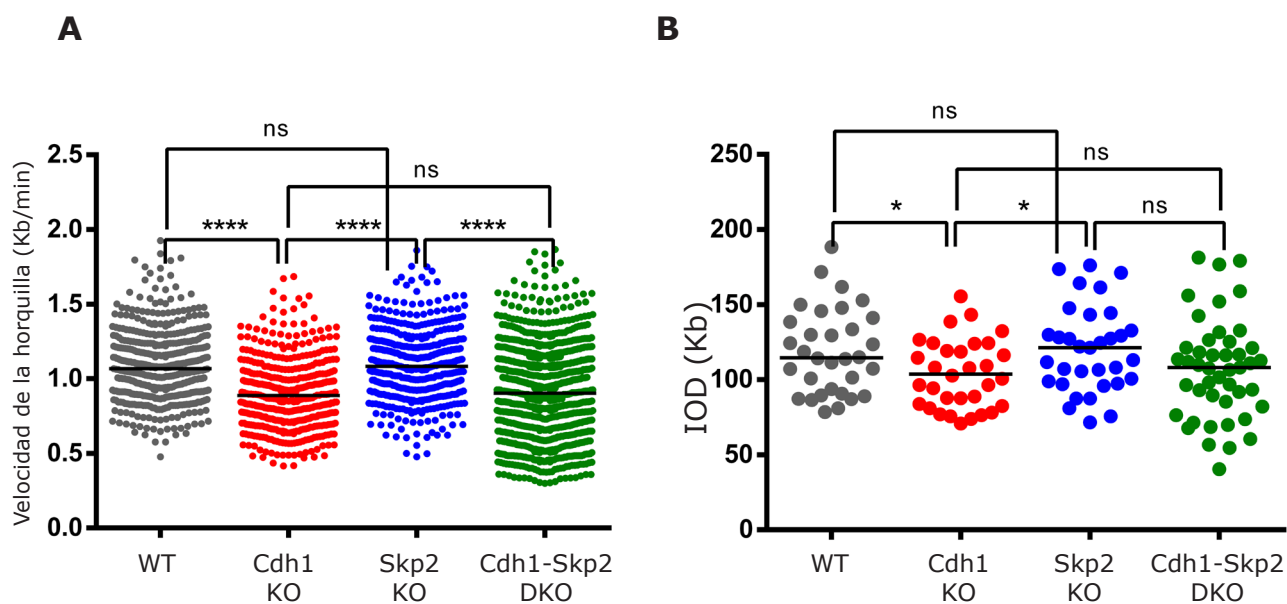 A
B
ns
ns
****
****
****
Velocidad de la horquilla (Kb/min)
2.5
2.0
1.5
1.0
0.5
0.0
WT
Cdh1
KO
Skp2
KO
Cdh1-Skp2
DKO
ns
ns
*
*
ns
IOD (Kb)
250
200
150
100
50
0
WT
Cdh1
KO
Skp2
KO
Cdh1-Skp2
DKO